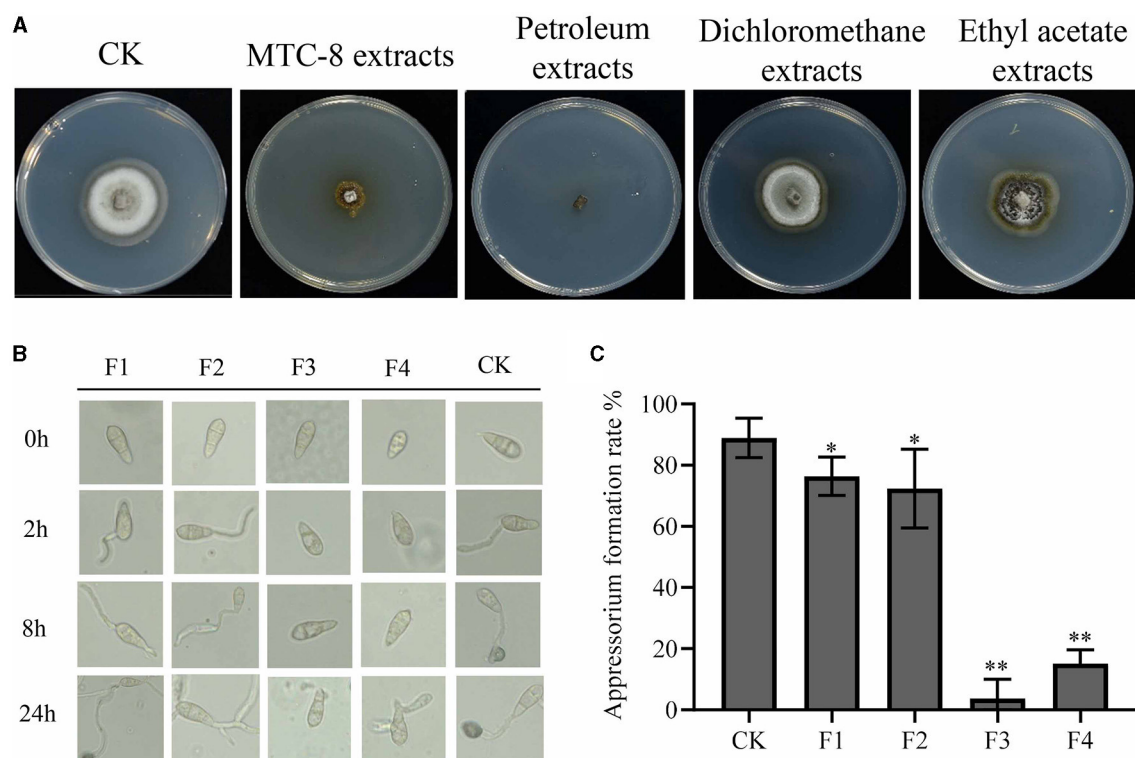 A
CK
MTC-8 extracts
Petroleum
extracts
Dichloromethane
extracts
Ethyl acetate
extracts
B
F1 F2 F3 F4 CK
0h
2h
8h
24h
C
Appressorium formation rate %
100
80
60
40
20
0
*
*
**
**
CK F1 F2 F3 F4